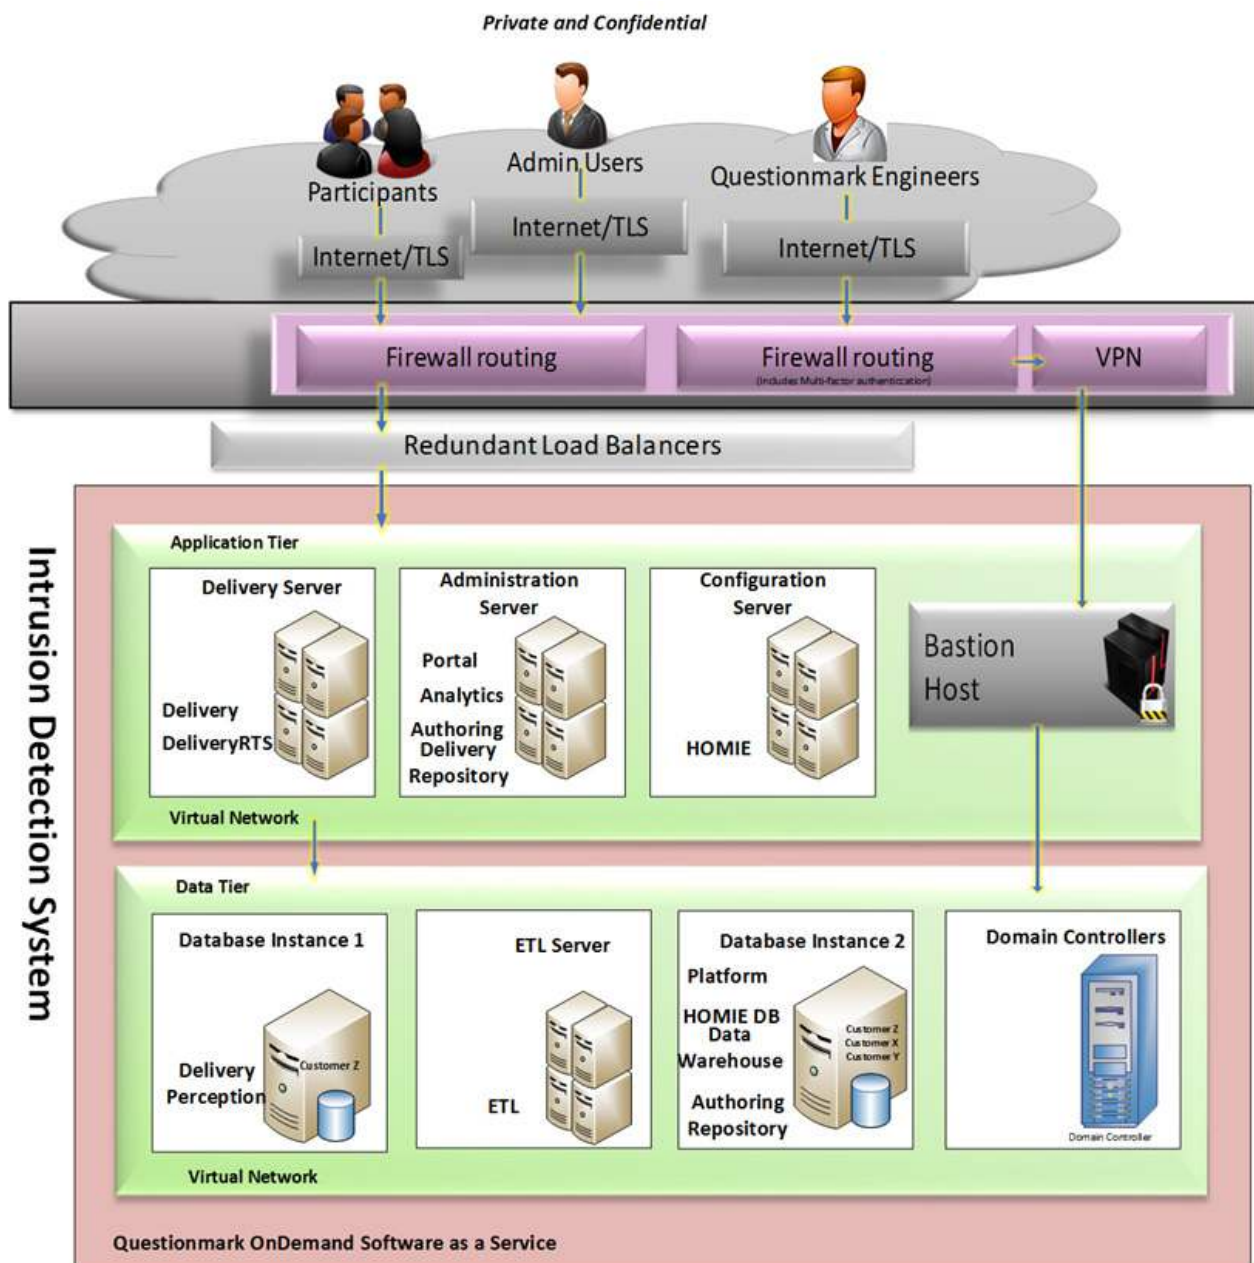 Private and Confidential
Participants
Admin Users
Questionmark Engineers
Internet/TLS
Internet/TLS
Internet/TLS
Firewall routing
Firewall routing
(includes Multi-factor authenticcation)
VPN
Redundant Load Balancers
Intrusion Detection System
Application Tier
Delivery Server
Delivery
DeliveryRTS
Administration
Server
Portal
Analytics
Authoring
Delivery
Repository
Configuration
Server
HOMIE
Bastion
Host
Virtual Network
Data Tier
Database Instance 1
Customer Z
Delivery
Perception
ETL Server
ETL
Database Instance 2
Platform
HOMIE DB
Data
Warehouse
Authoring
Repository
Customer Z
Customer X
Customer Y
Domain Controllers
Domain Controller
Virtual Network
Questionmark OnDemand Software as a Service